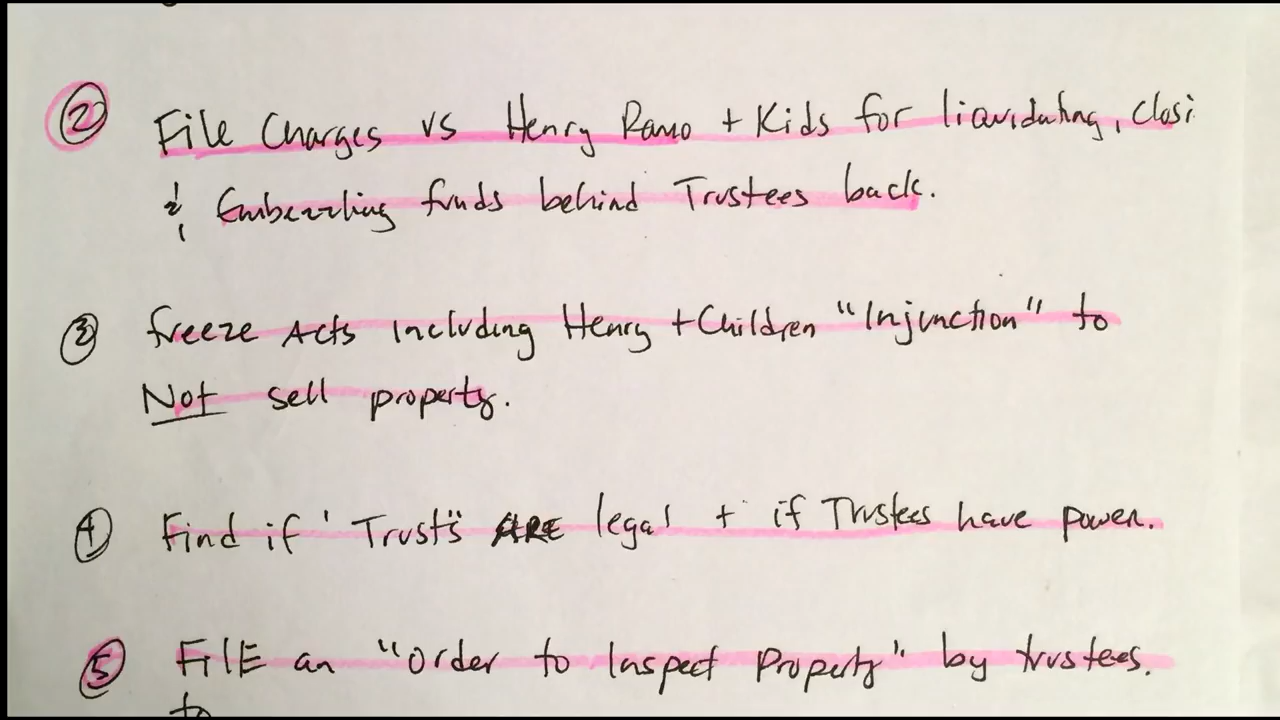 ② File Charges vs Henry Ramo + Kids for liquidating, Closi
& Embezzling funds behind Trustees back.
③ freeze Acts Including Henry + Children "Injunction" to
Not sell property.
④ Find if 'Trusts" ARE legal + if Trustees have power.
⑤ FilE an "order to Inspect Property" by trustees.
to